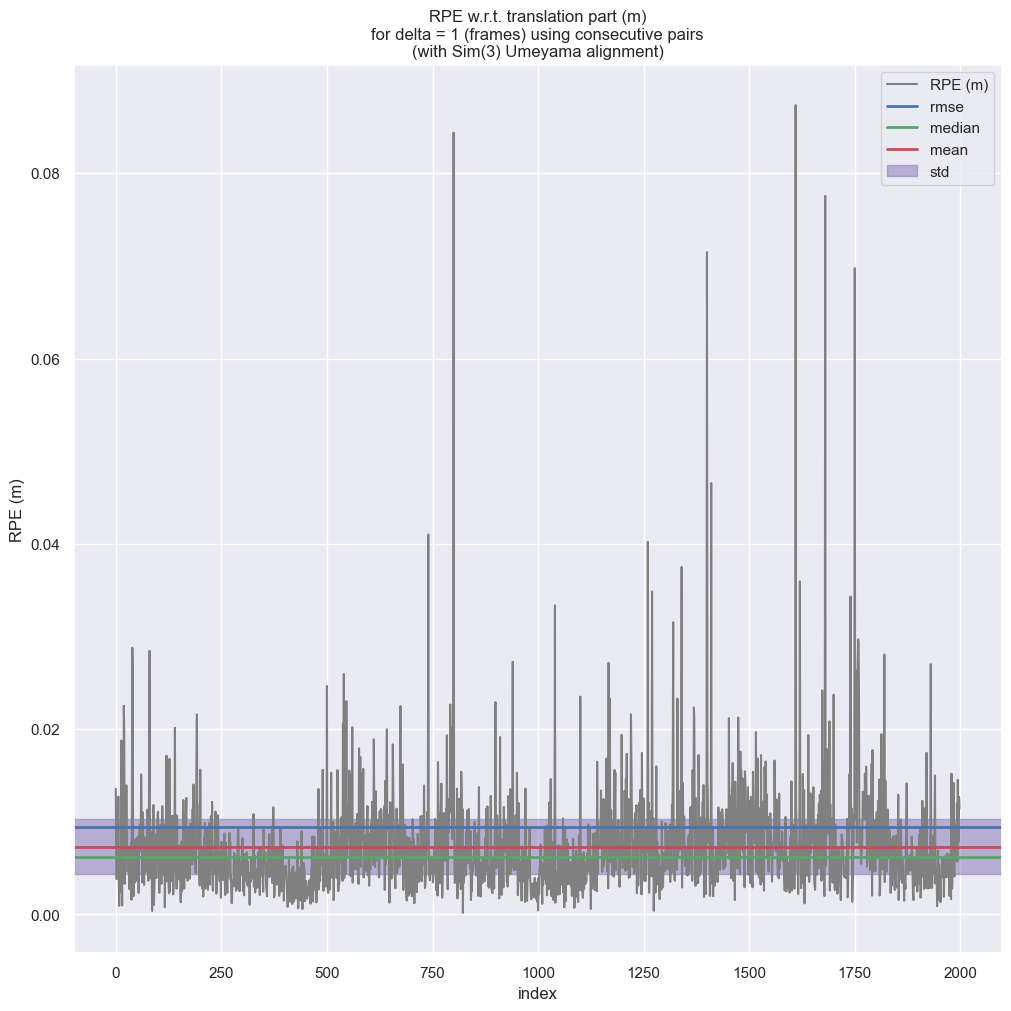 RPE w.r.t. translation part (m)
for delta = 1 (frames) using consecutive pairs
(with Sim(3) Umeyama alignment)
RPE (m)
rmse
median
mean
std
0.08
0.06
0.04
0.02
0.00
RPE (m)
0
250
500
750
1000
1250
1500
1750
2000
index